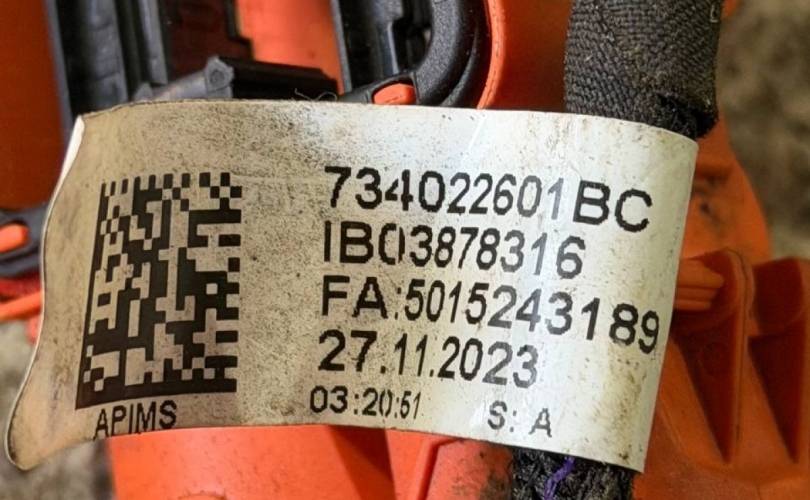 734022601BC
IB03878316
FA:5015243189
27.11.2023
03:20:51 S: A
APIMS